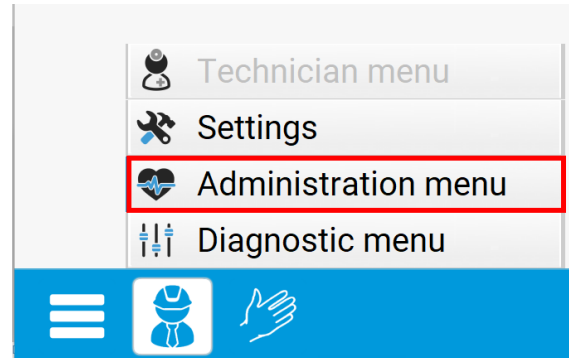 Technician menu
Settings
Administration menu
Diagnostic menu